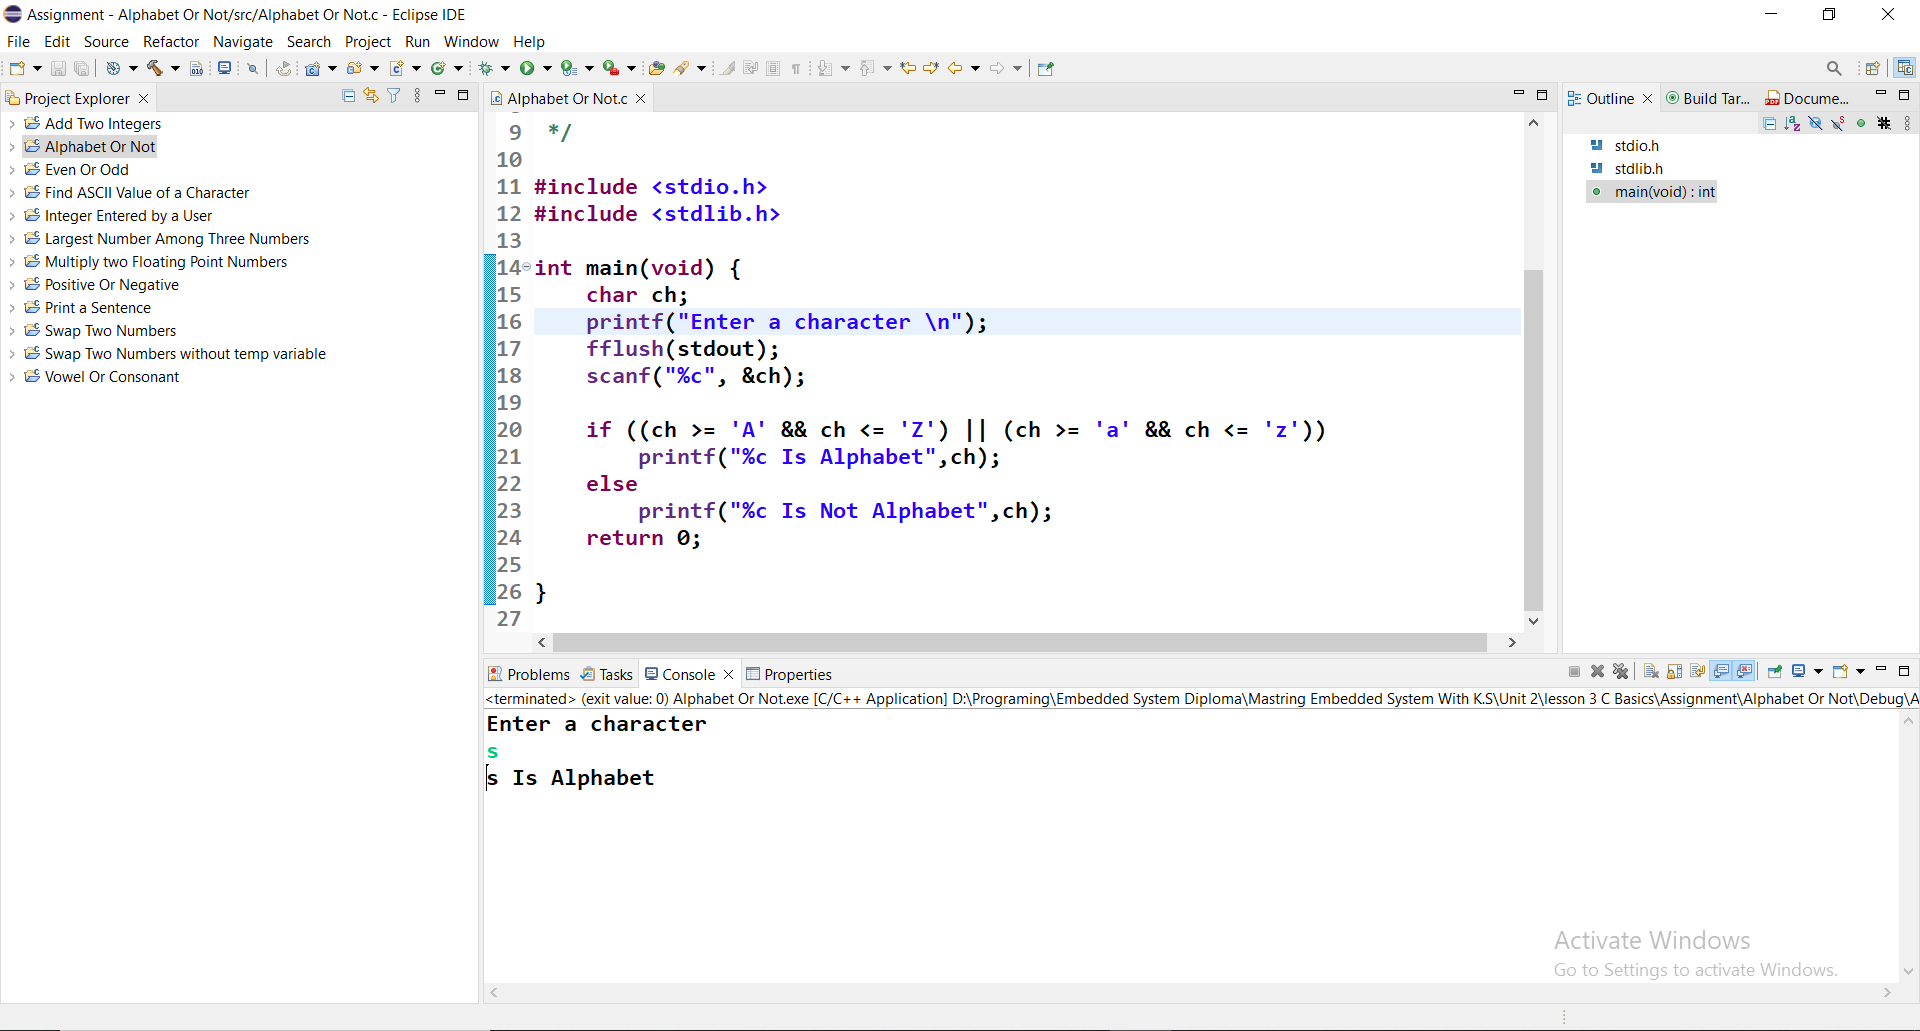 Assignment - Alphabet Or Not/src/Alphabet Or Not.c - Eclipse IDE
File Edit Source Refactor Navigate Search Project Run Window Help
Project Explorer
Add Two Integers
Alphabet Or Not
Even Or Odd
Find ASCII Value of a Character
Integer Entered by a User
Largest Number Among Three Numbers
Multiply two Floating Point Numbers
Positive Or Negative
Print a Sentence
Swap Two Numbers
Swap Two Numbers without temp variable
Vowel Or Consonant
Alphabet Or Not.c
9 */
10
11 #include <stdio.h>
12 #include <stdlib.h>
13
14 int main(void) {
15 char ch;
16 printf("Enter a character \n");
17 fflush(stdout);
18 scanf("%c", &ch);
19
20 if ((ch >= 'A' && ch <= 'Z') || (ch >= 'a' && ch <= 'z'))
21 printf("%c Is Alphabet",ch);
22 else
23 printf("%c Is Not Alphabet",ch);
24 return 0;
25
26 }
27
Outline Build Tar... Docume...
stdio.h
stdlib.h
main(void) : int
Problems Tasks Console Properties
<terminated> (exit value: 0) Alphabet Or Not.exe [C/C++ Application] D:\Programing\Embedded System Diploma\Mastring Embedded System With K.S\Unit 2\lesson 3 C Basics\Assignment\Alphabet Or Not\Debug\A
Enter a character
s
s Is Alphabet
Activate Windows
Go to Settings to activate Windows.